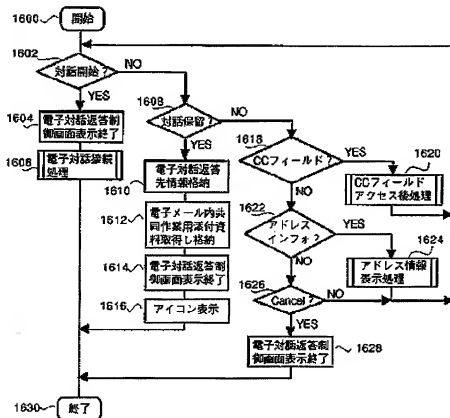 1600
開始
1602
対話開始?
NO
YES
1604
電子対話返答制
御画面表示終了
1606
電子対話接続
処理
1608
対話保留?
NO
YES
1610
電子対話返答
先情報格納
1612
電子メール内共
同作業用添付資
料取得し格納
1614
電子対話返答制
御画面表示終了
1616
アイコン表示
1618
CCフィールド?
YES
NO
1620
CCフィールド
アクセス後処理
1622
アドレス
インフォ?
YES
NO
1624
アドレス情報
表示処理
1626
Cancel?
NO
YES
電子対話返答制
御画面表示終了
1628
1630
終了